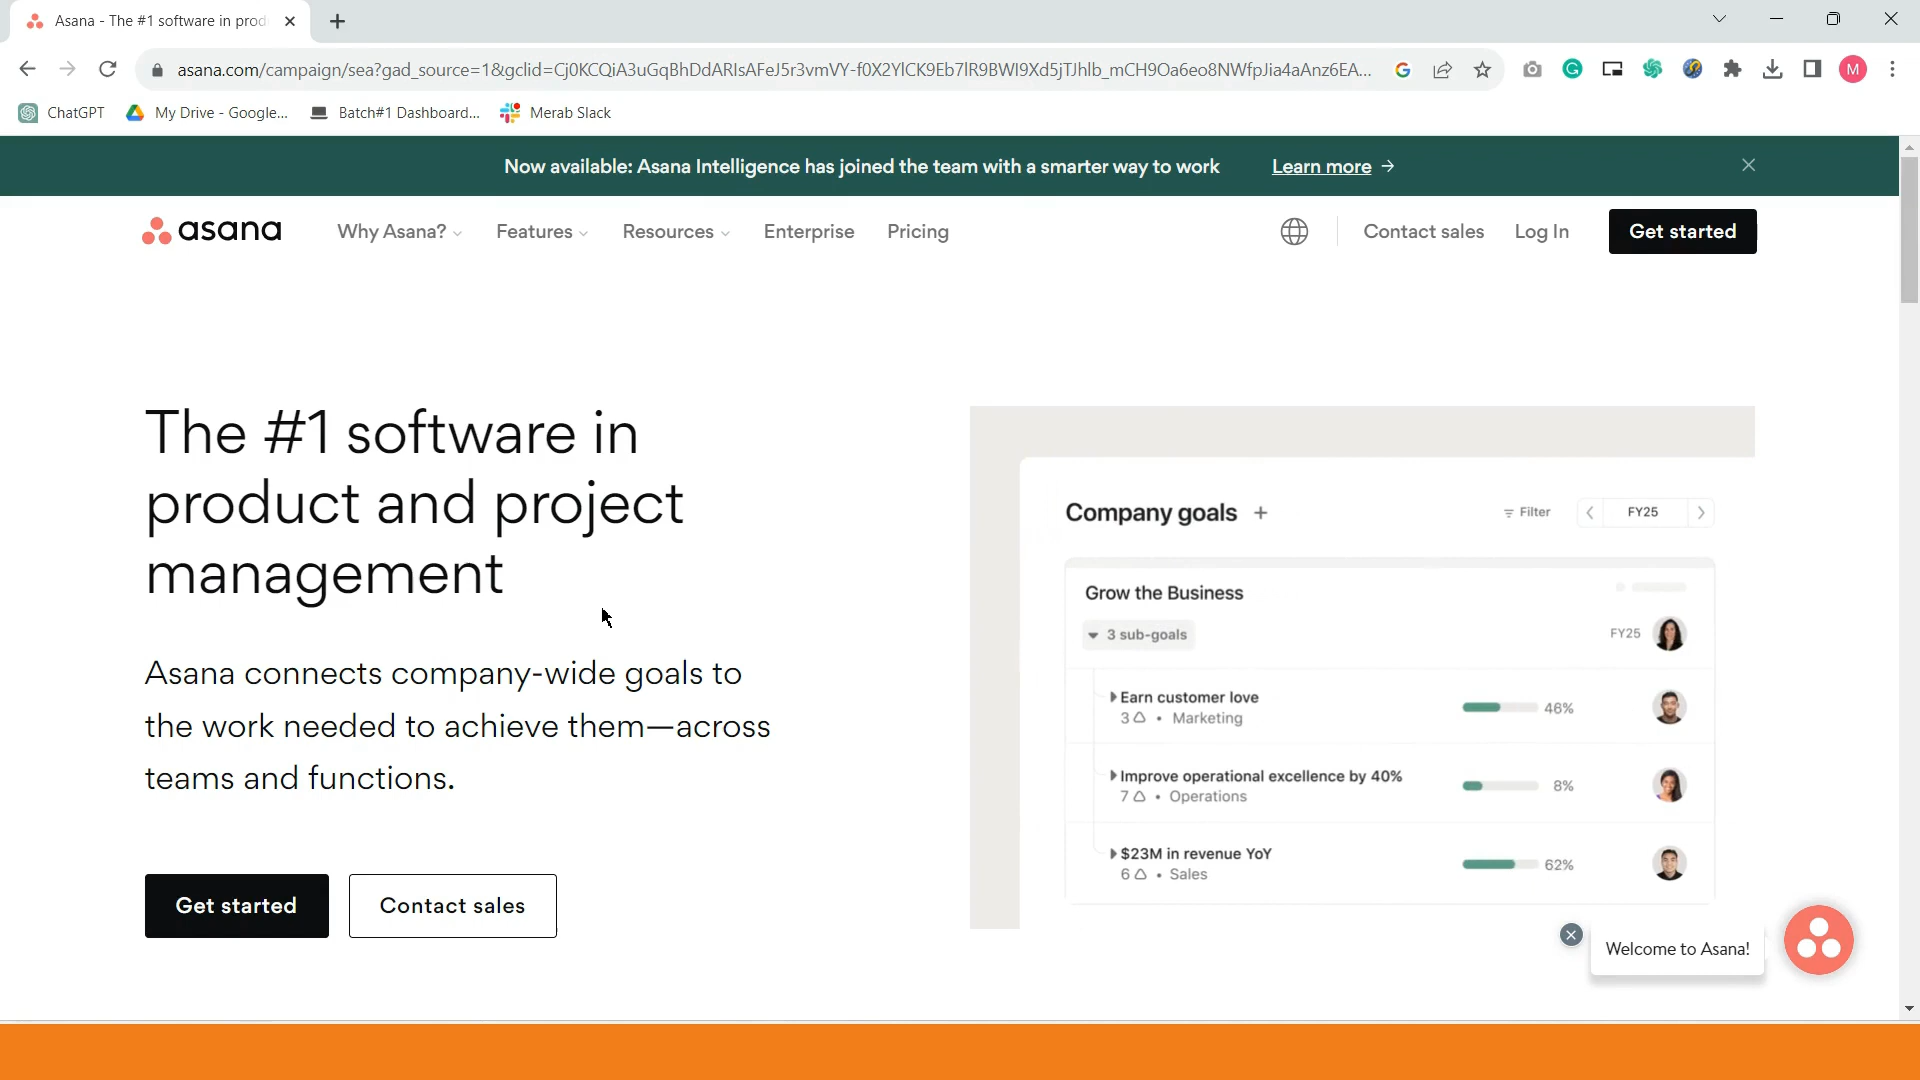 Asana - The #1 software in prod
asana.com/campaign/sea?gad_source=1&gclid=Cj0KCQiA3uGqBhDdARIsAFeJ5r3vmVY-f0X2YlCK9Eb7lR9BWI9Xd5jTJhlb_mCH9Oa6eo8NWfpJia4aAnz6EA...
M
ChatGPT
My Drive - Google...
Batch#1 Dashboard...
Merab Slack
Now available: Asana Intelligence has joined the team with a smarter way to work
Learn more →
asana
Why Asana?
Features
Resources
Enterprise
Pricing
Contact sales
Log In
Get started
The #1 software in
product and project
management
Asana connects company-wide goals to
the work needed to achieve them—across
teams and functions.
Get started
Contact sales
Company goals +
Filter
FY25
Grow the Business
3 sub-goals
FY25
Earn customer love
3 • Marketing
46%
Improve operational excellence by 40%
7 • Operations
8%
$23M in revenue YoY
6 • Sales
62%
Welcome to Asana!